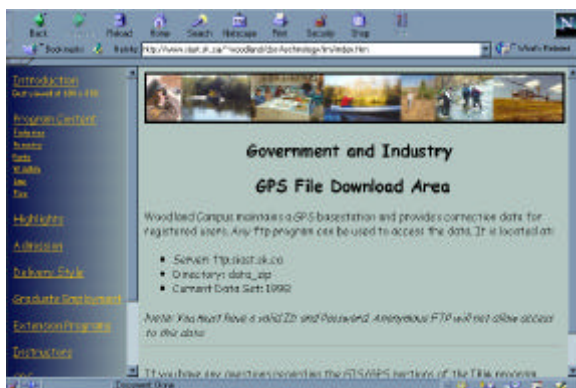 Back
Reload
Home
Search
Netscape
Print
Security
Shop
Bookmarks
What's Related
Introduction
Program Content
Highlights
Admission
Delivery Style
Graduate Employment
Extension Programs
Instructors
Government and Industry
GPS File Download Area
Woodland Campus maintains a GPS basestation and provides correction data for
registered users. Any ftp program can be used to access the data. It is located at:
Server: ftp.siast.sk.ca
Directory: data_zip
Current Data Set: 1998
Note: You must have a valid ID and Password. Anonymous FTP will not allow access
to this data
If you have any questions regarding the GIS/GPS portions of the
program
Document: Done